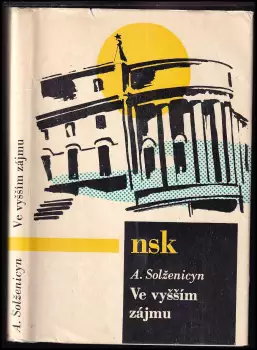 A. Solženicyn Ve vyšším zájmu
nsk
A. Solženicyn
Ve vyšším
zájmu